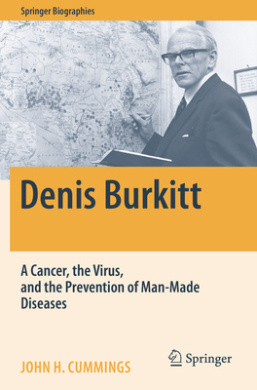 Springer Biographies
Denis Burkitt
A Cancer, the Virus,
and the Prevention of Man-Made
Diseases
JOHN H. CUMMINGS
Springer